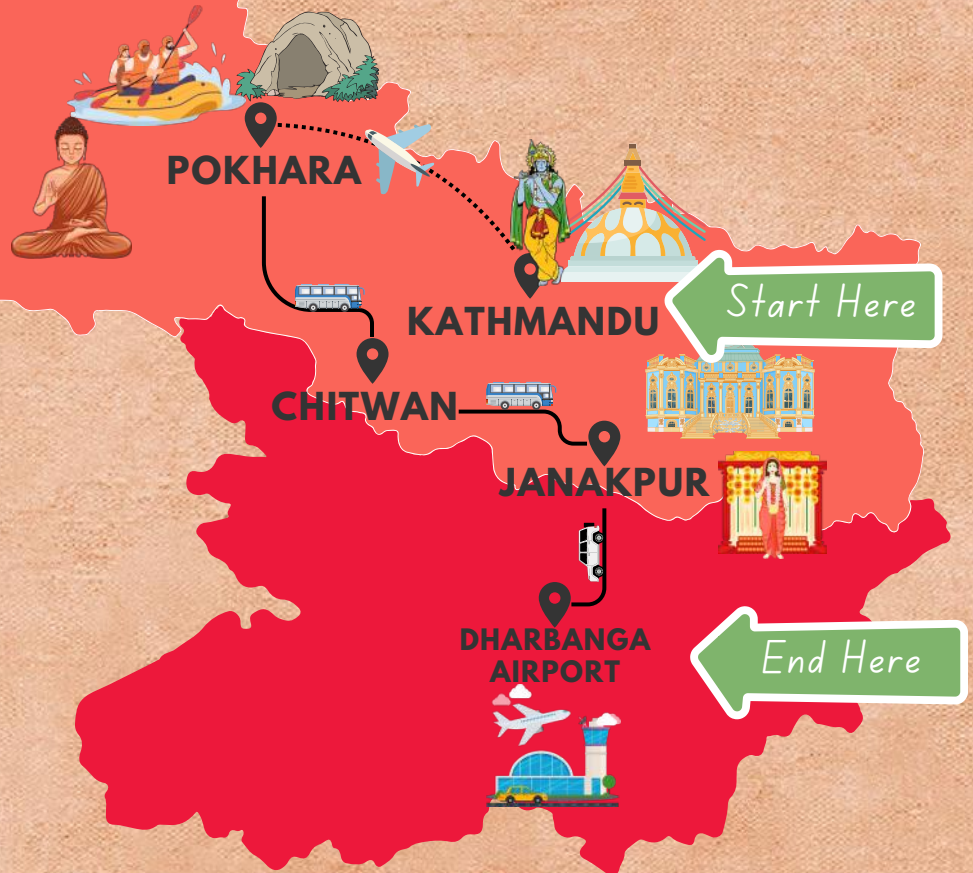 POKHARA
KATHMANDU
Start Here
CHITWAN
JANAKPUR
DHARBANGA
AIRPORT
End Here